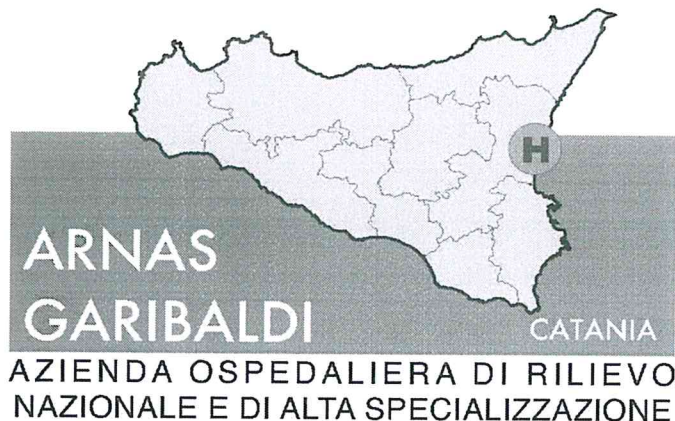 H
ARNAS
GARIBALDI
CATANIA
AZIENDA OSPEDALIERA DI RILIEVO
NAZIONALE E DI ALTA SPECIALIZZAZIONE